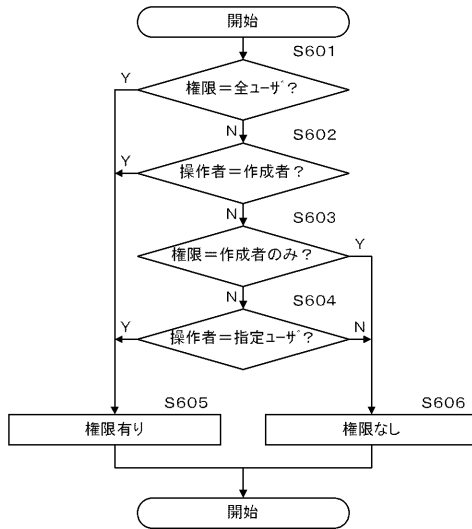 開始
S601
Y
権限＝全ﾕｰｻﾞ？
N
S602
Y
操作者＝作成者？
N
S603
権限＝作成者のみ？
Y
N
S604
Y
操作者＝指定ﾕｰｻﾞ？
N
S605
S606
権限有り
権限なし
開始